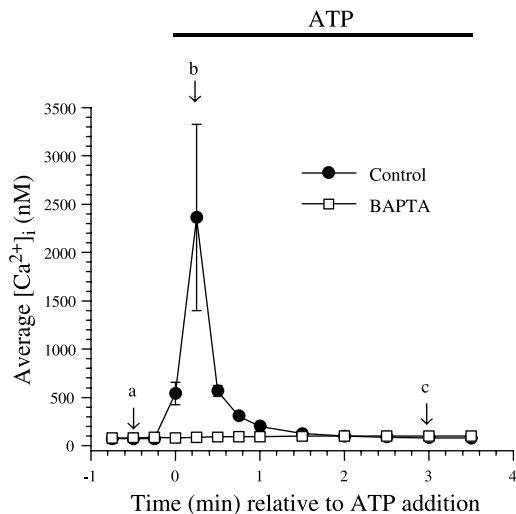 ATP
b
3500
3000
2500
2000
1500
1000
500
0
Average [Ca²⁺]ᵢ (nM)
Control
BAPTA
a
c
-1
0
1
2
3
4
Time (min) relative to ATP addition